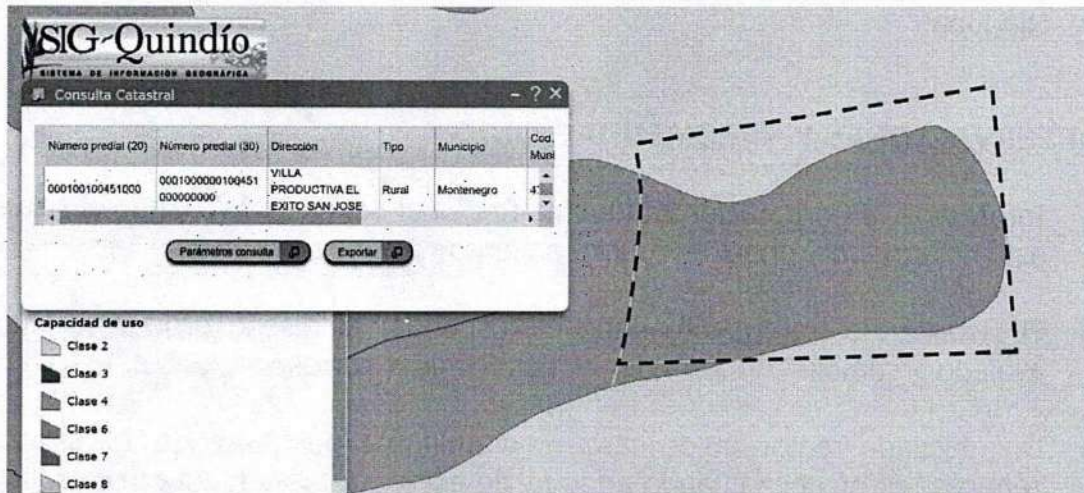 SIG-Quindío
SISTEMA DE INFORMACIÓN GEOGRÁFICA
Consulta Catastral
Número predial (20) Número predial (30) Dirección Tipo Municipio Cod. Muni
000100100451000 0001000000100451 000000000 VILLA PRODUCTIVA EL EXITO SAN JOSE Rural Montenegro
Parámetros consulta Exportar
Capacidad de uso
Clase 2
Clase 3
Clase 4
Clase 6
Clase 7
Clase 8